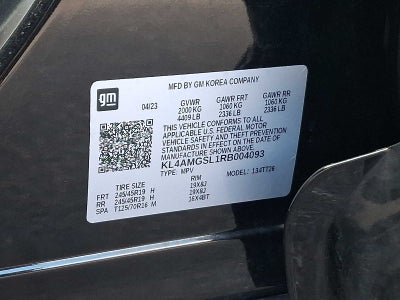 gm
MFD BY GM KOREA COMPANY
04/23 GVWR GAWR FRT GAWR RR
2000 KG 1060 KG 1060 KG
4409 LB 2336 LB 2336 LB
THIS VEHICLE CONFORMS TO ALL
APPLICABLE U.S. FEDERAL MOTOR
VEHICLE SAFETY AND THEFT PREVENTION
STANDARDS IN EFFECT ON THE DATE OF
MANUFACTURE SHOWN ABOVE.
KL4AMGSL1RB004093
TYPE: MPV MODEL: 134TT26
TIRE SIZE RIM
FRT 245/45R19 H 19X8J
RR 245/45R19 H 19X8J
SPA T125/70R16 M 16X4BT